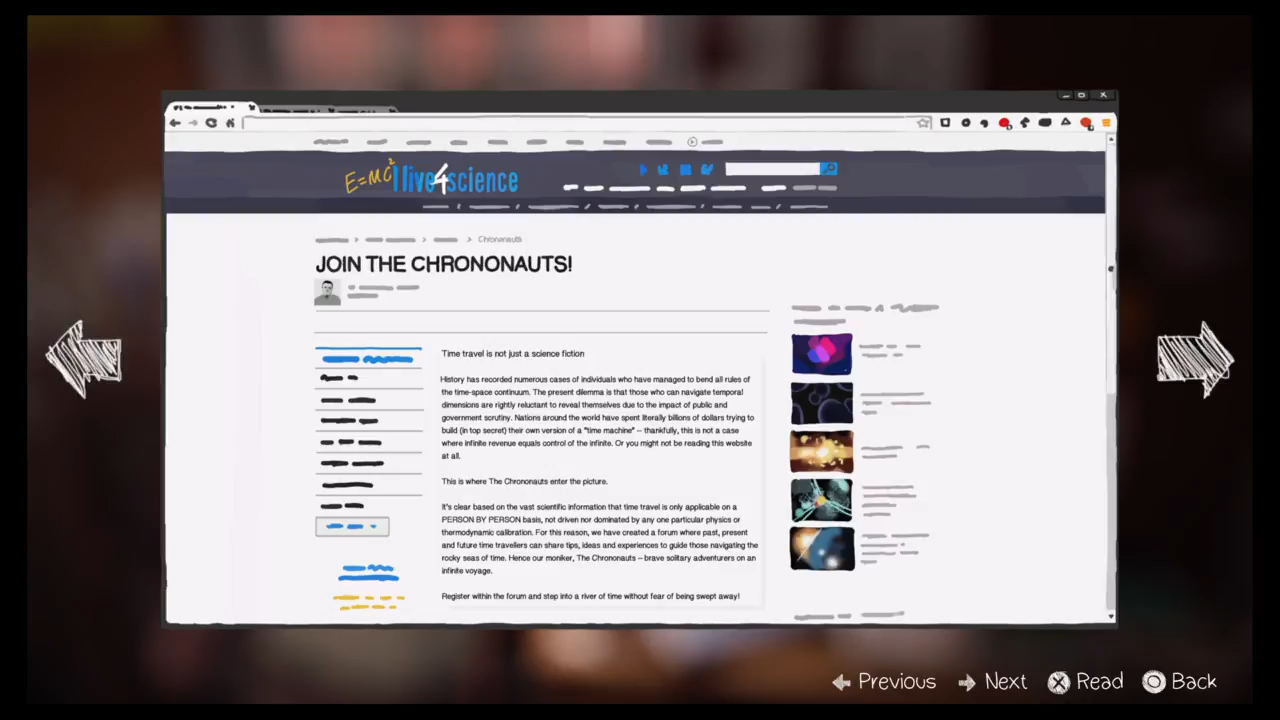 E=MC² I live 4 science
Chrononauts
JOIN THE CHRONONAUTS!
Time travel is not just a science fiction
History has recorded numerous cases of individuals who have managed to bend all rules of
the time-space continuum. The present dilemma is that those who can navigate temporal
dimensions are rightly reluctant to reveal themselves due to the impact of public and
government scrutiny. Nations around the world have spent literally billions of dollars trying to
build (in top secret) their own version of a "time machine" – thankfully, this is not a case
where infinite revenue equals control of the infinite. Or you might not be reading this website
at all.
This is where The Chrononauts enter the picture.
It's clear based on the vast scientific information that time travel is only applicable on a
PERSON BY PERSON basis, not driven nor dominated by any one particular physics or
thermodynamic calibration. For this reason, we have created a forum where past, present
and future time travellers can share tips, ideas and experiences to guide those navigating the
rocky seas of time. Hence our moniker, The Chrononauts – brave solitary adventurers on an
infinite voyage.
Register within the forum and step into a river of time without fear of being swept away!
Previous Next Read Back